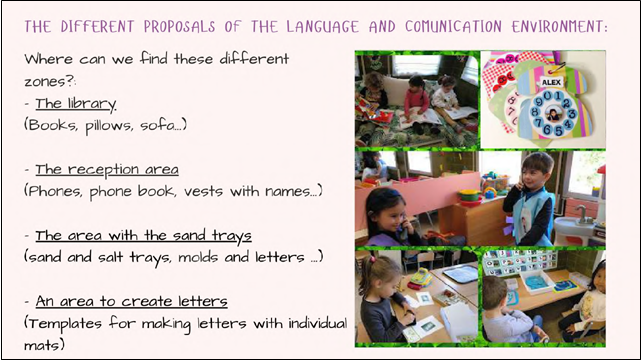 THE DIFFERENT PROPOSALS OF THE LANGUAGE AND COMUNICATION ENVIRONMENT:
Where can we find these different
zones?:
- The library
(Books, pillows, sofa...)
- The reception area
(Phones, phone book, vests with names...)
- The area with the sand trays
(sand and salt trays, molds and letters ...)
- An area to create letters
(Templates for making letters with individual
mats)
ALEX